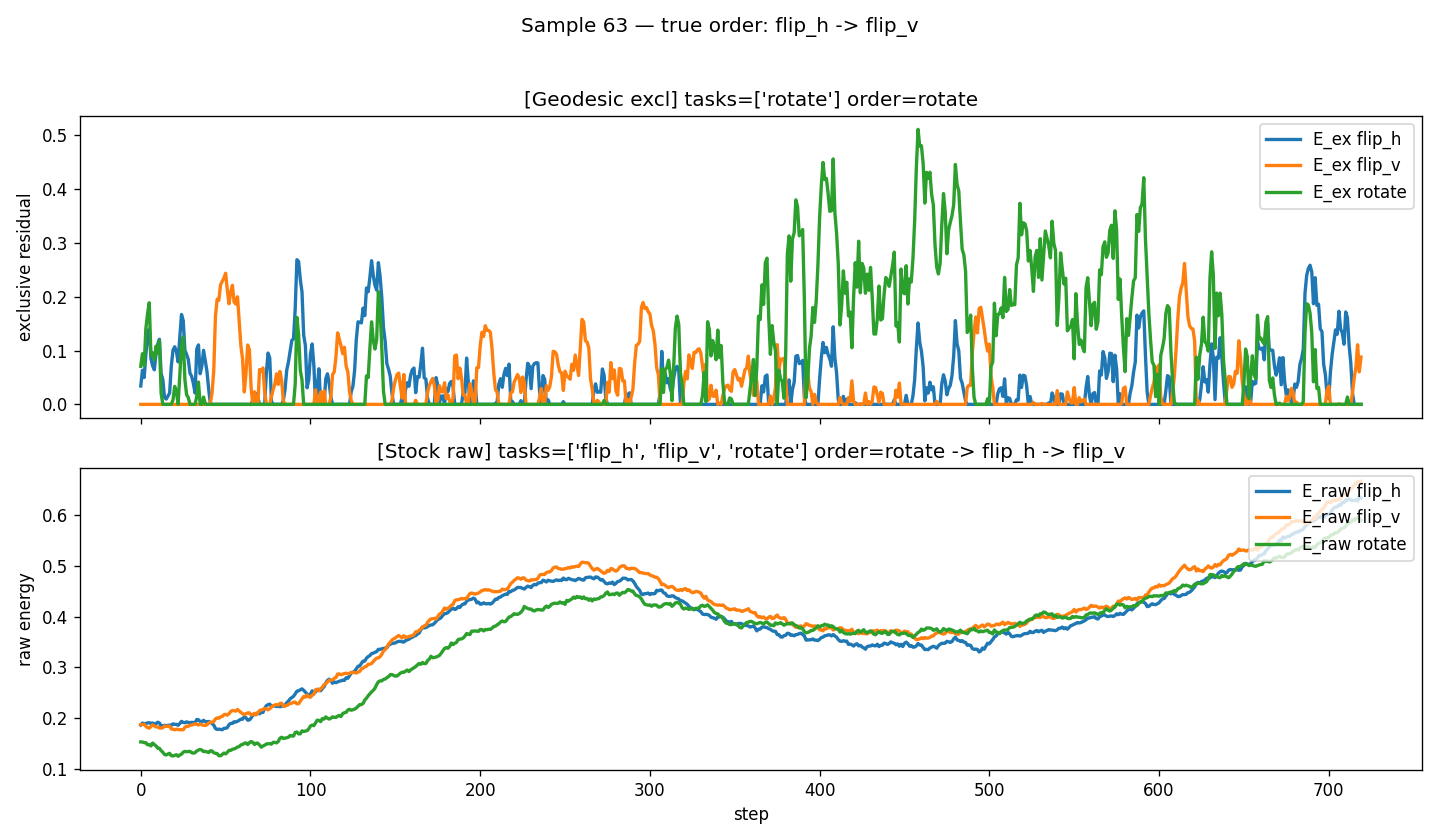 Sample 63 — true order: flip_h -> flip_v
[Geodesic excl] tasks=['rotate'] order=rotate
exclusive residual
0.5
0.4
0.3
0.2
0.1
0.0
E_ex flip_h
E_ex flip_v
E_ex rotate
[Stock raw] tasks=['flip_h', 'flip_v', 'rotate'] order=rotate -> flip_h -> flip_v
raw energy
0.6
0.5
0.4
0.3
0.2
0.1
E_raw flip_h
E_raw flip_v
E_raw rotate
0 100 200 300 400 500 600 700
step